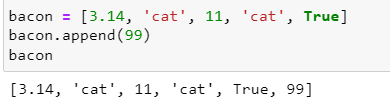 bacon = [3.14, 'cat', 11, 'cat', True]
bacon.append(99)
bacon
[3.14, 'cat', 11, 'cat', True, 99]